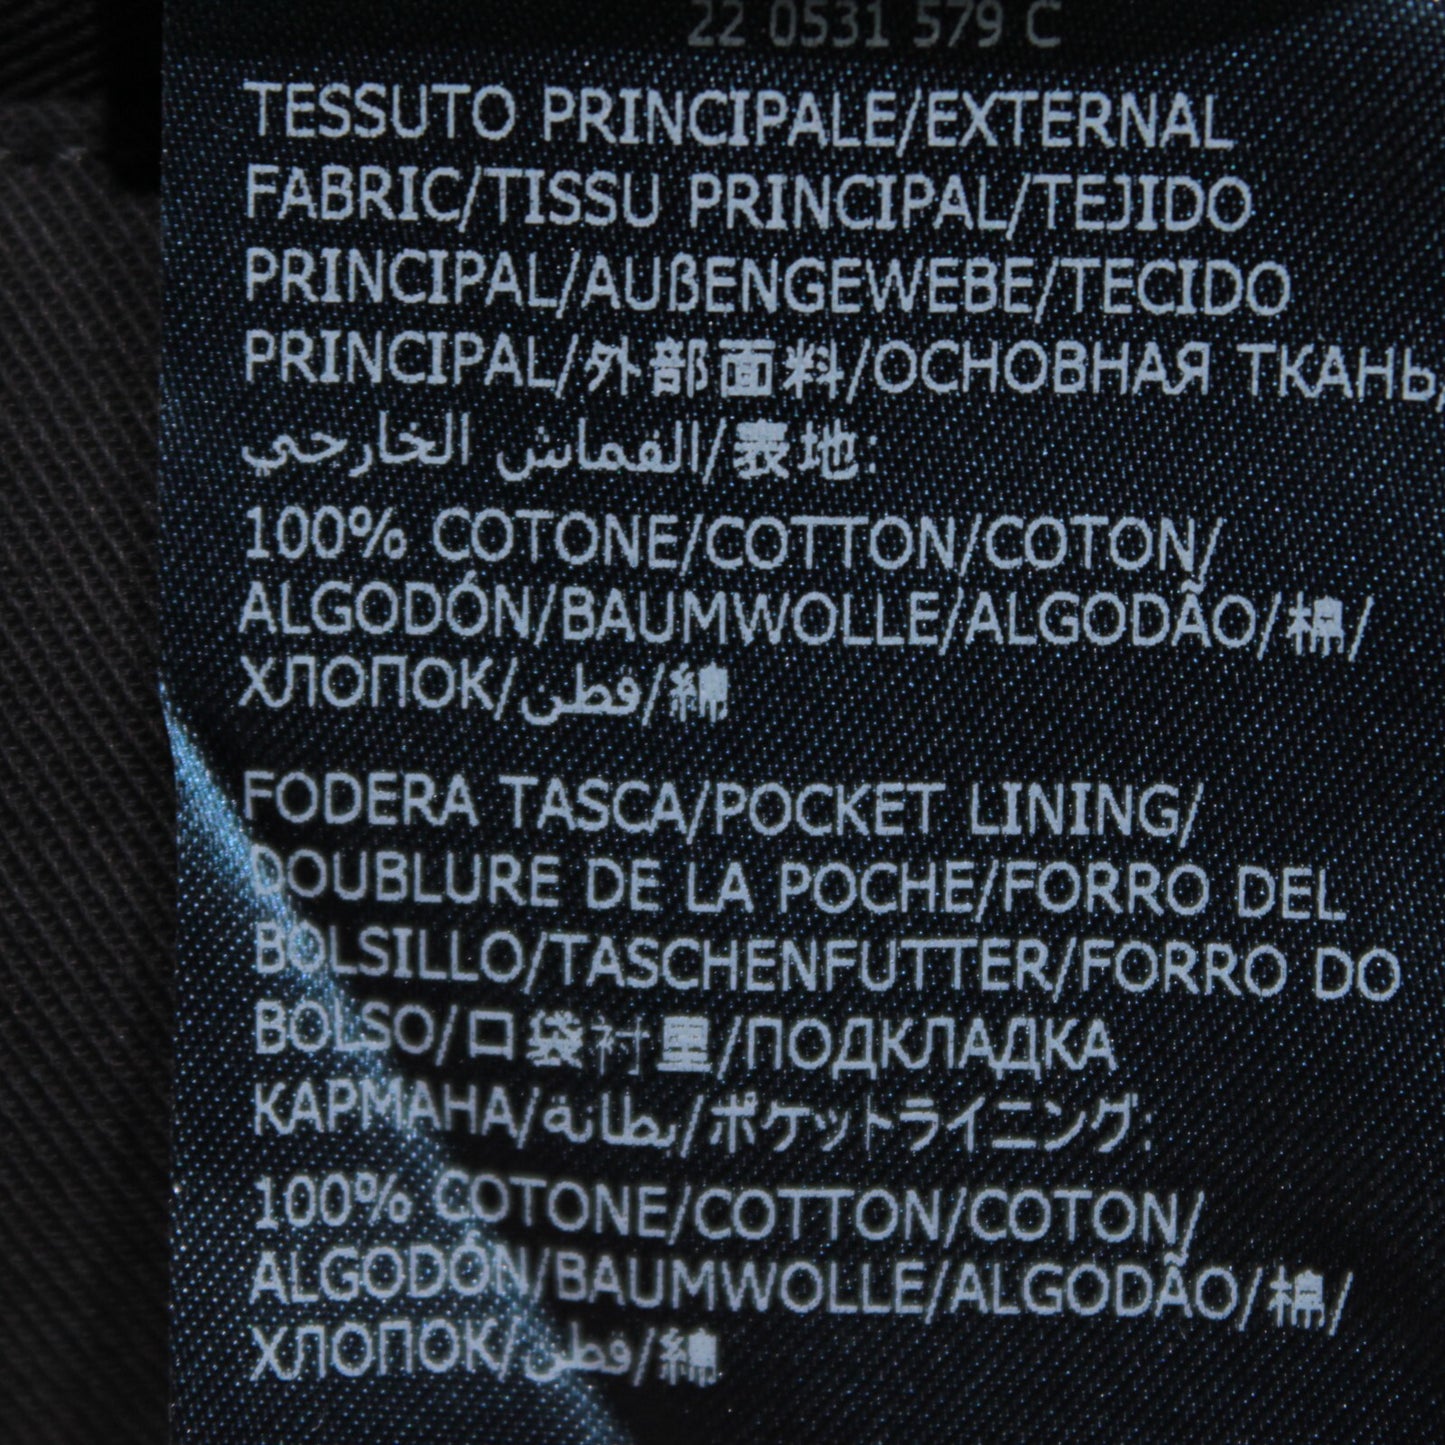 22 0531 579 C
TESSUTO PRINCIPALE/EXTERNAL
FABRIC/TISSU PRINCIPAL/TEJIDO
PRINCIPAL/AUßENGEWEBE/TECIDO
PRINCIPAL/外部面料/ОСНОВНАЯ ТКАНЬ/
القماش الخارجي/表地:
100% COTONE/COTTON/COTON/
ALGODÓN/BAUMWOLLE/ALGODÃO/棉/
ХЛОПОК/قطن/綿
FODERA TASCA/POCKET LINING/
DOUBLURE DE LA POCHE/FORRO DEL
BOLSILLO/TASCHENFUTTER/FORRO DO
BOLSO/口袋衬里/ПОДКЛАДКА
КАРМАНА/بطانة/ポケットライニング:
100% COTONE/COTTON/COTON/
ALGODÓN/BAUMWOLLE/ALGODÃO/棉/
ХЛОПОК/قطن/綿